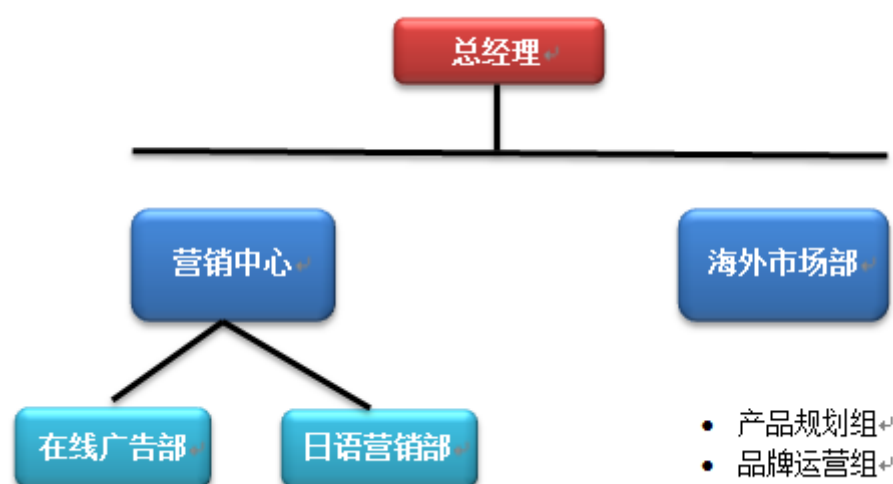 总经理
营销中心
海外市场部
在线广告部
日语营销部
产品规划组
品牌运营组